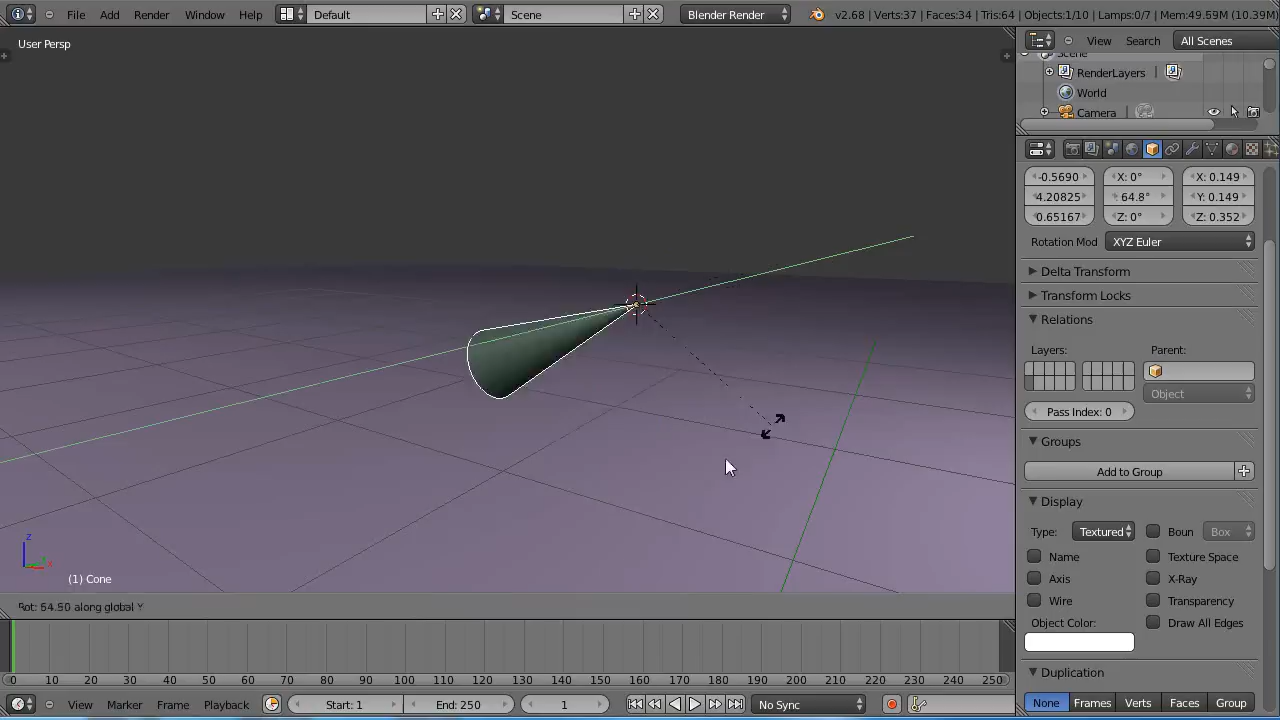 File Add Render Window Help Default Scene Blender Render v2.68 | Verts:37 | Faces:34 | Tris:64 | Objects:1/10 | Lamps:0/7 | Mem:49.59M (10.39M)
User Persp
View Search All Scenes
Scene
RenderLayers
World
Camera
-0.5690 X: 0° X: 0.149
4.20825 : 64.8° Y: 0.149
0.65167 Z: 0° Z: 0.352
Rotation Mod XYZ Euler
Delta Transform
Transform Locks
Relations
Layers: Parent:
Object
Pass Index: 0
Groups
Add to Group
Display
Type: Textured Boun Box
Name Texture Space
Axis X-Ray
Wire Transparency
Object Color: Draw All Edges
Duplication
None Frames Verts Faces Group
z
x
(1) Cone
Rot: 64.50 along global Y
0 10 20 30 40 50 60 70 80 90 100 110 120 130 140 150 160 170 180 190 200 210 220 230 240 250
View Marker Frame Playback Start: 1 End: 250 1 No Sync